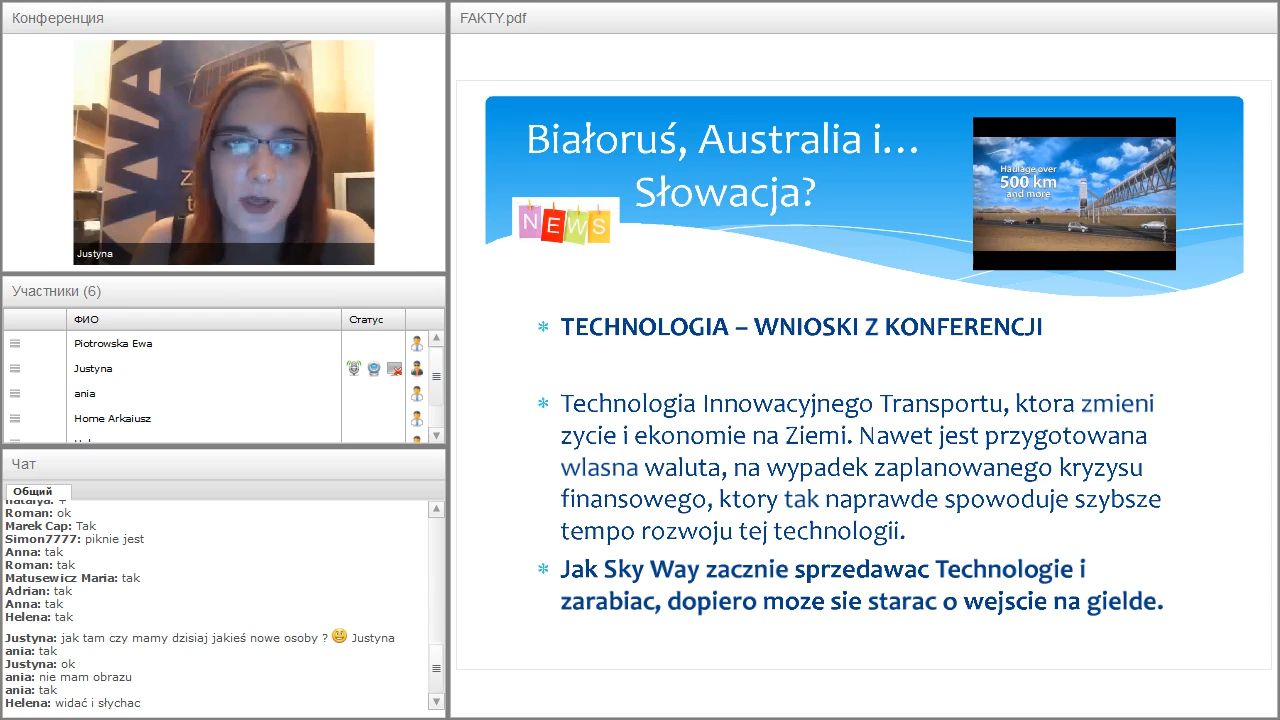 Конференция
Justyna
Участники (6)
ФИО
Статус
Piotrowska Ewa
Justyna
ania
Home Arkaiusz
Чат
Общий
natalya: +
Roman: ok
Marek Cap: Tak
Simon7777: piknie jest
Anna: tak
Roman: tak
Matusewicz Maria: tak
Adrian: tak
Anna: tak
Helena: tak
Justyna: jak tam czy mamy dzisiaj jakieś nowe osoby ? Justyna
ania: tak
Justyna: ok
ania: nie mam obrazu
ania: tak
Helena: widać i słychac
FAKTY.pdf
Białoruś, Australia i...
Słowacja?
NEWS
Haulage over
500 km
and more
* TECHNOLOGIA – WNIOSKI Z KONFERENCJI
* Technologia Innowacyjnego Transportu, ktora zmieni
zycie i ekonomie na Ziemi. Nawet jest przygotowana
wlasna waluta, na wypadek zaplanowanego kryzysu
finansowego, ktory tak naprawde spowoduje szybsze
tempo rozwoju tej technologii.
* Jak Sky Way zacznie sprzedawac Technologie i
zarabiac, dopiero moze sie starac o wejscie na gielde.